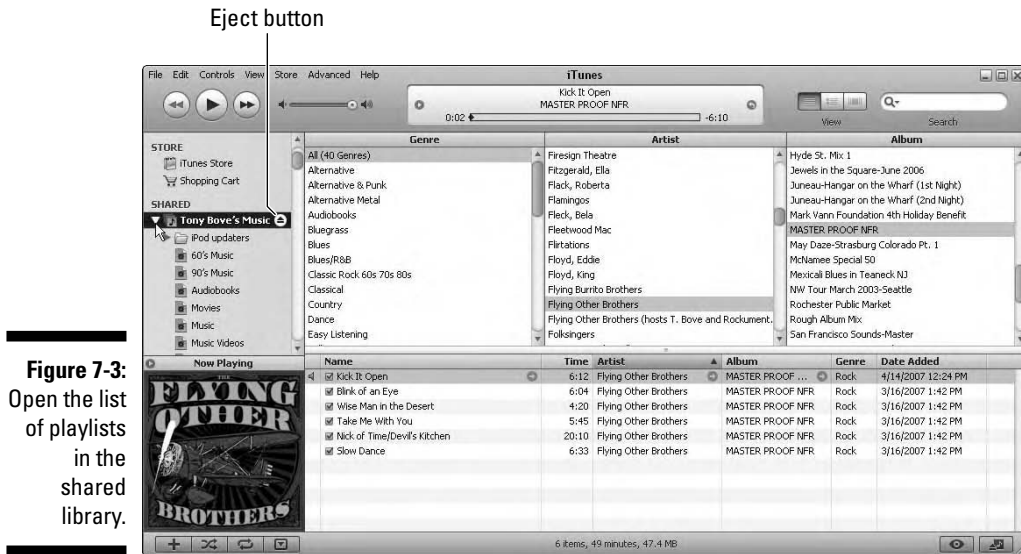 Eject button
File Edit Controls View Store Advanced Help
iTunes
Kick It Open
MASTER PROOF NFR
0:02
-6:10
View
Search
STORE
iTunes Store
Shopping Cart
SHARED
Tony Bove's Music
iPod updaters
60's Music
90's Music
Audiobooks
Movies
Music
Music Videos
Genre
All (40 Genres)
Alternative
Alternative & Punk
Alternative Metal
Audiobooks
Bluegrass
Blues
Blues/R&B
Classic Rock 60s 70s 80s
Classical
Country
Dance
Easy Listening
Artist
Firesign Theatre
Fitzgerald, Ella
Flack, Roberta
Flamingos
Fleck, Bela
Fleetwood Mac
Flirtations
Floyd, Eddie
Floyd, King
Flying Burrito Brothers
Flying Other Brothers
Flying Other Brothers (hosts T. Bove and Rockument.
Folksingers
Album
Hyde St. Mix 1
Jewels in the Square-June 2006
Juneau-Hangar on the Wharf (1st Night)
Juneau-Hangar on the Wharf (2nd Night)
Mark Vann Foundation 4th Holiday Benefit
MASTER PROOF NFR
May Daze-Strasburg Colorado Pt. 1
McNamee Special 50
Mexicali Blues in Teaneck NJ
NW Tour March 2003-Seattle
Rochester Public Market
Rough Album Mix
San Francisco Sounds-Master
Now Playing
THE
FLYING
OTHER
BROTHERS
Name Time Artist Album Genre Date Added
Kick It Open 6:12 Flying Other Brothers MASTER PROOF ... Rock 4/14/2007 12:24 PM
Blink of an Eye 6:04 Flying Other Brothers MASTER PROOF NFR Rock 3/16/2007 1:42 PM
Wise Man in the Desert 4:20 Flying Other Brothers MASTER PROOF NFR Rock 3/16/2007 1:42 PM
Take Me With You 5:45 Flying Other Brothers MASTER PROOF NFR Rock 3/16/2007 1:42 PM
Nick of Time/Devil's Kitchen 20:10 Flying Other Brothers MASTER PROOF NFR Rock 3/16/2007 1:42 PM
Slow Dance 6:33 Flying Other Brothers MASTER PROOF NFR Rock 3/16/2007 1:42 PM
6 items, 49 minutes, 47.4 MB
Figure 7-3:
Open the list
of playlists
in the
shared
library.